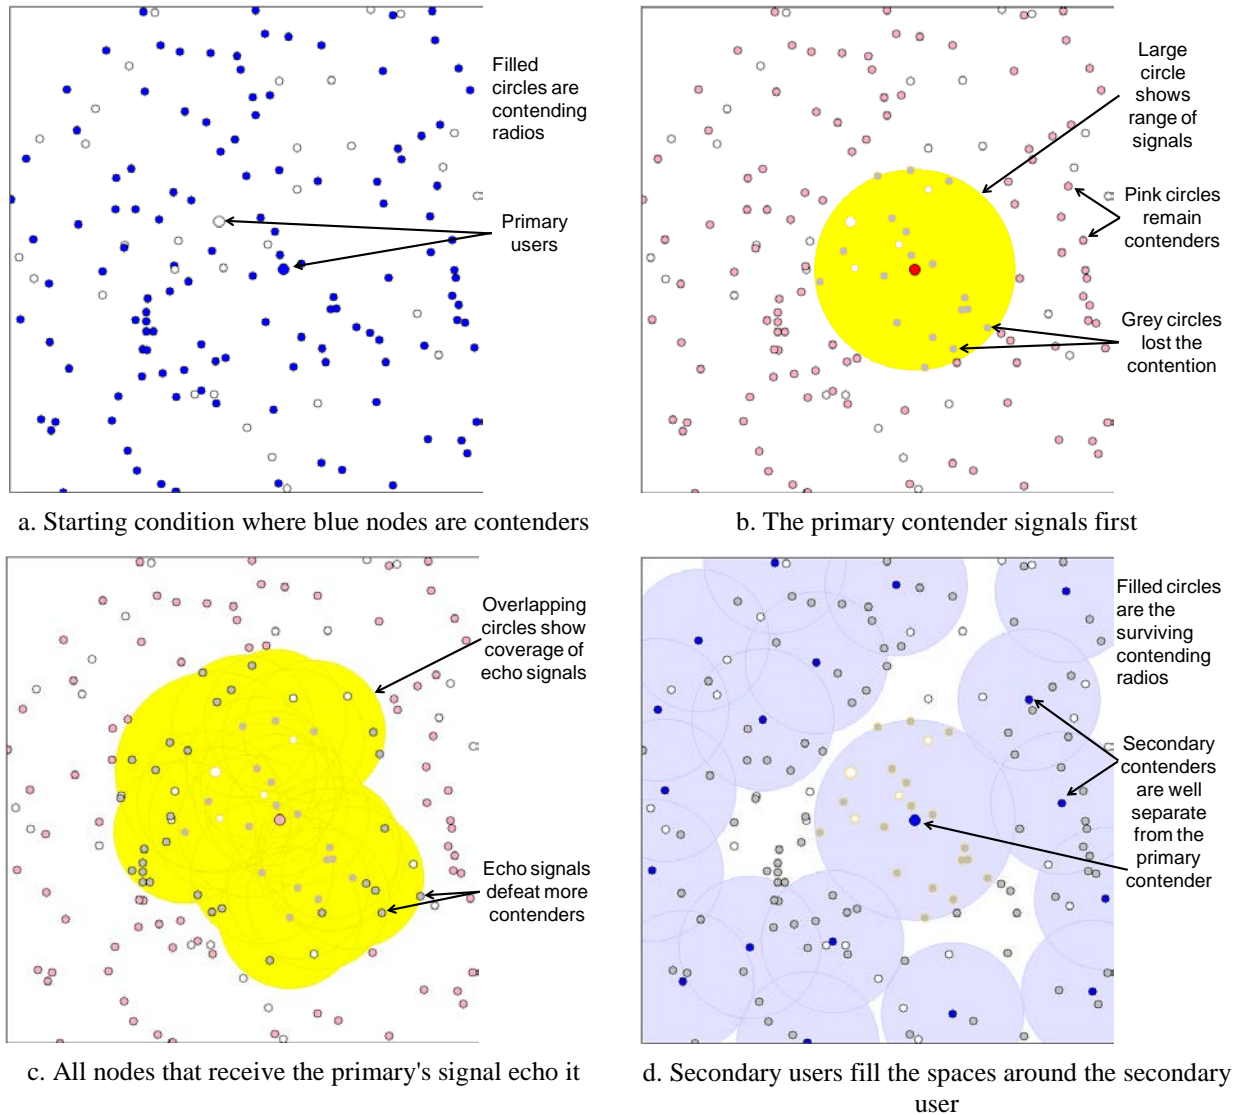 Filled
circles are
contending
radios
Primary
users
a. Starting condition where blue nodes are contenders
Large
circle
shows
range of
signals
Pink circles
remain
contenders
Grey circles
lost the
contention
b. The primary contender signals first
Overlapping
circles show
coverage of
echo signals
Echo signals
defeat more
contenders
c. All nodes that receive the primary's signal echo it
Filled circles
are the
surviving
contending
radios
Secondary
contenders
are well
separate
from the
primary
contender
d. Secondary users fill the spaces around the secondary
user